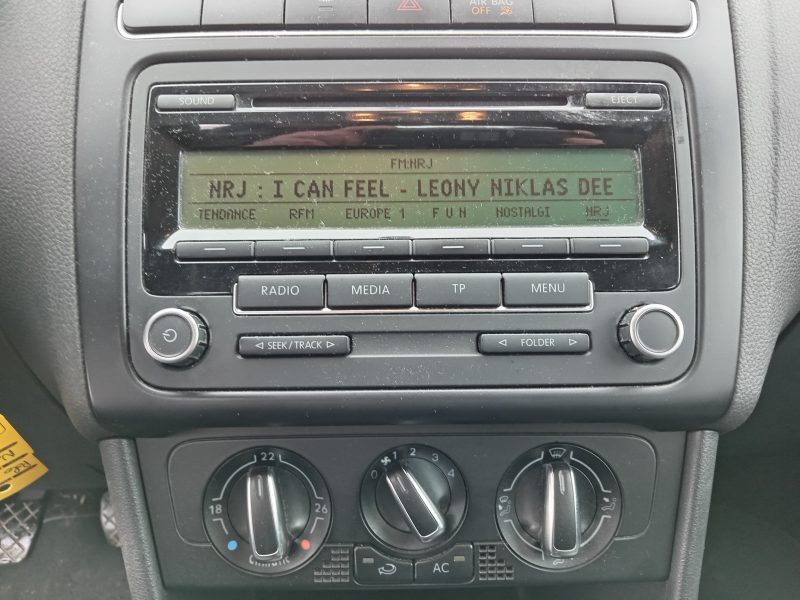 AIR BAG
OFF
SOUND
EJECT
FM:NRJ
NRJ : I CAN FEEL - LEONY NIKLAS DEE
TENDANCE RFM EUROPE 1 F U N NOSTALGI NRJ
RADIO MEDIA TP MENU
SEEK/TRACK
FOLDER
22
18 26
0 1 2 3 4
AC